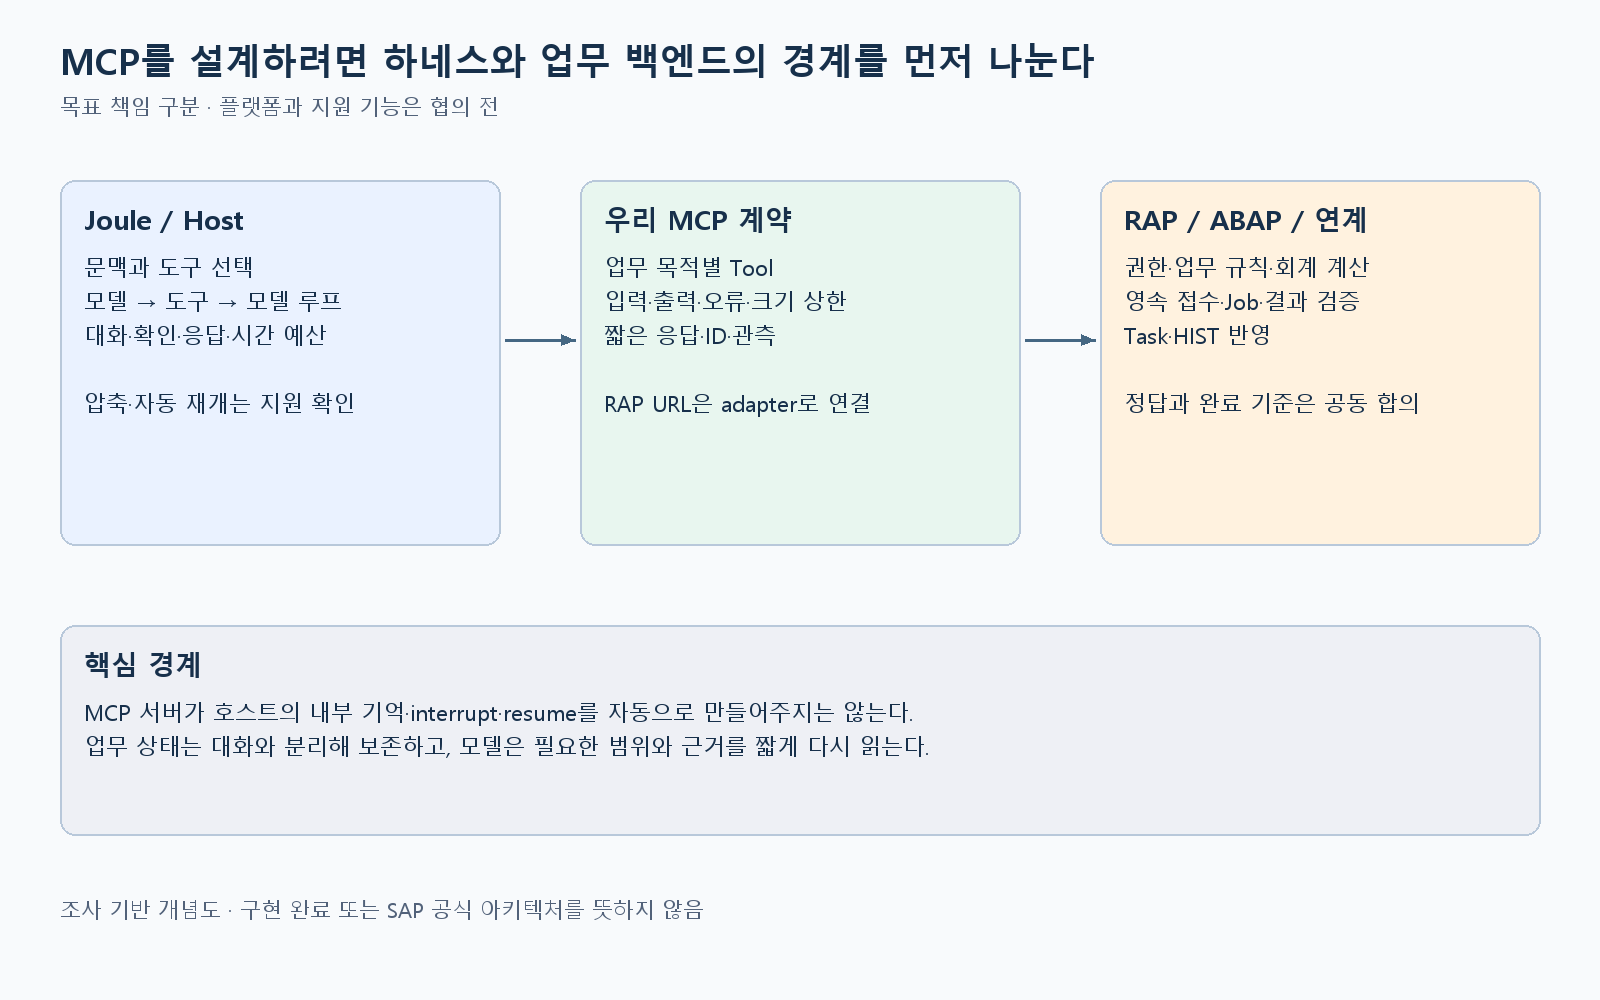 MCP를 설계하려면 하네스와 업무 백엔드의 경계를 먼저 나눈다
목표 책임 구분 · 플랫폼과 지원 기능은 협의 전
Joule / Host
문맥과 도구 선택
모델 → 도구 → 모델 루프
대화·확인·응답·시간 예산
압축·자동 재개는 지원 확인
우리 MCP 계약
업무 목적별 Tool
입력·출력·오류·크기 상한
짧은 응답·ID·관측
RAP URL은 adapter로 연결
RAP / ABAP / 연계
권한·업무 규칙·회계 계산
영속 접수·Job·결과 검증
Task·HIST 반영
정답과 완료 기준은 공동 합의
핵심 경계
MCP 서버가 호스트의 내부 기억·interrupt·resume를 자동으로 만들어주지는 않는다.
업무 상태는 대화와 분리해 보존하고, 모델은 필요한 범위와 근거를 짧게 다시 읽는다.
조사 기반 개념도 · 구현 완료 또는 SAP 공식 아키텍처를 뜻하지 않음